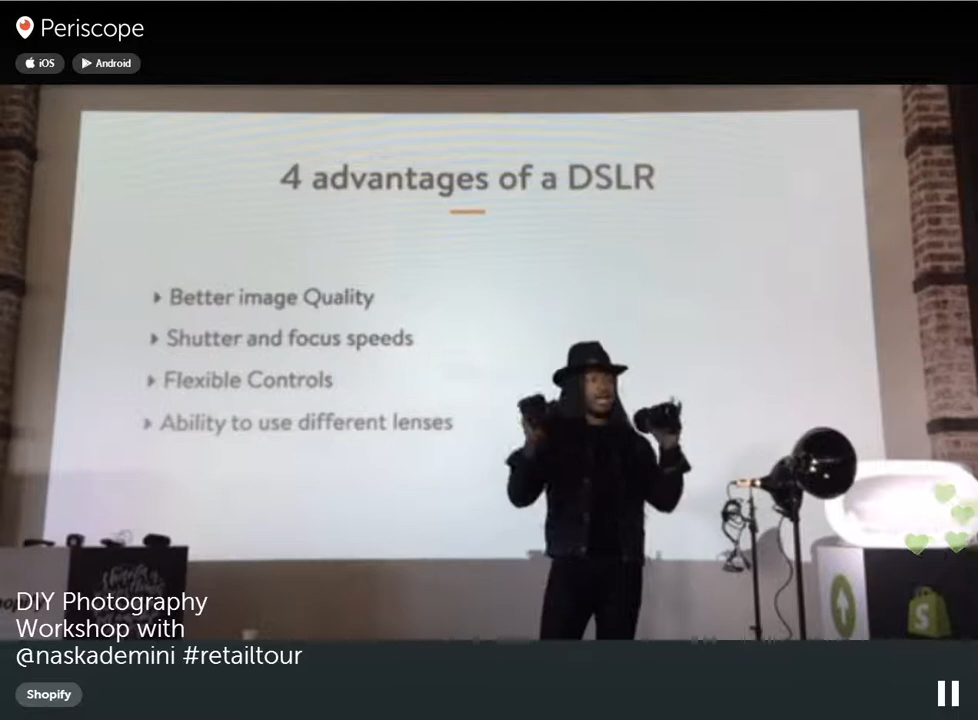 Periscope
iOS
Android
4 advantages of a DSLR
Better image Quality
Shutter and focus speeds
Flexible Controls
Ability to use different lenses
DIY Photography
Workshop with
@naskademini #retailtour
Shopify
S